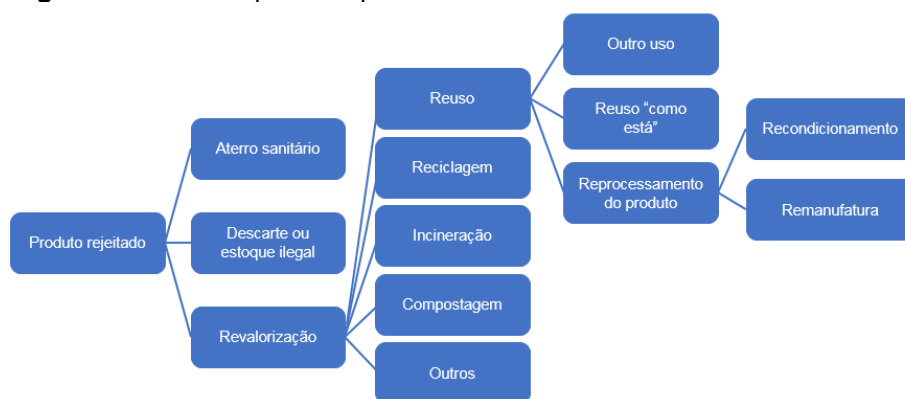 Outro uso
Reuso
Reuso “como
está”
Recondicionamento
Aterro sanitário
Reciclagem
Reprocessamento
do produto
Remanufatura
Produto rejeitado
Descarte ou
estoque ilegal
Incineração
Compostagem
Revalorização
Outros